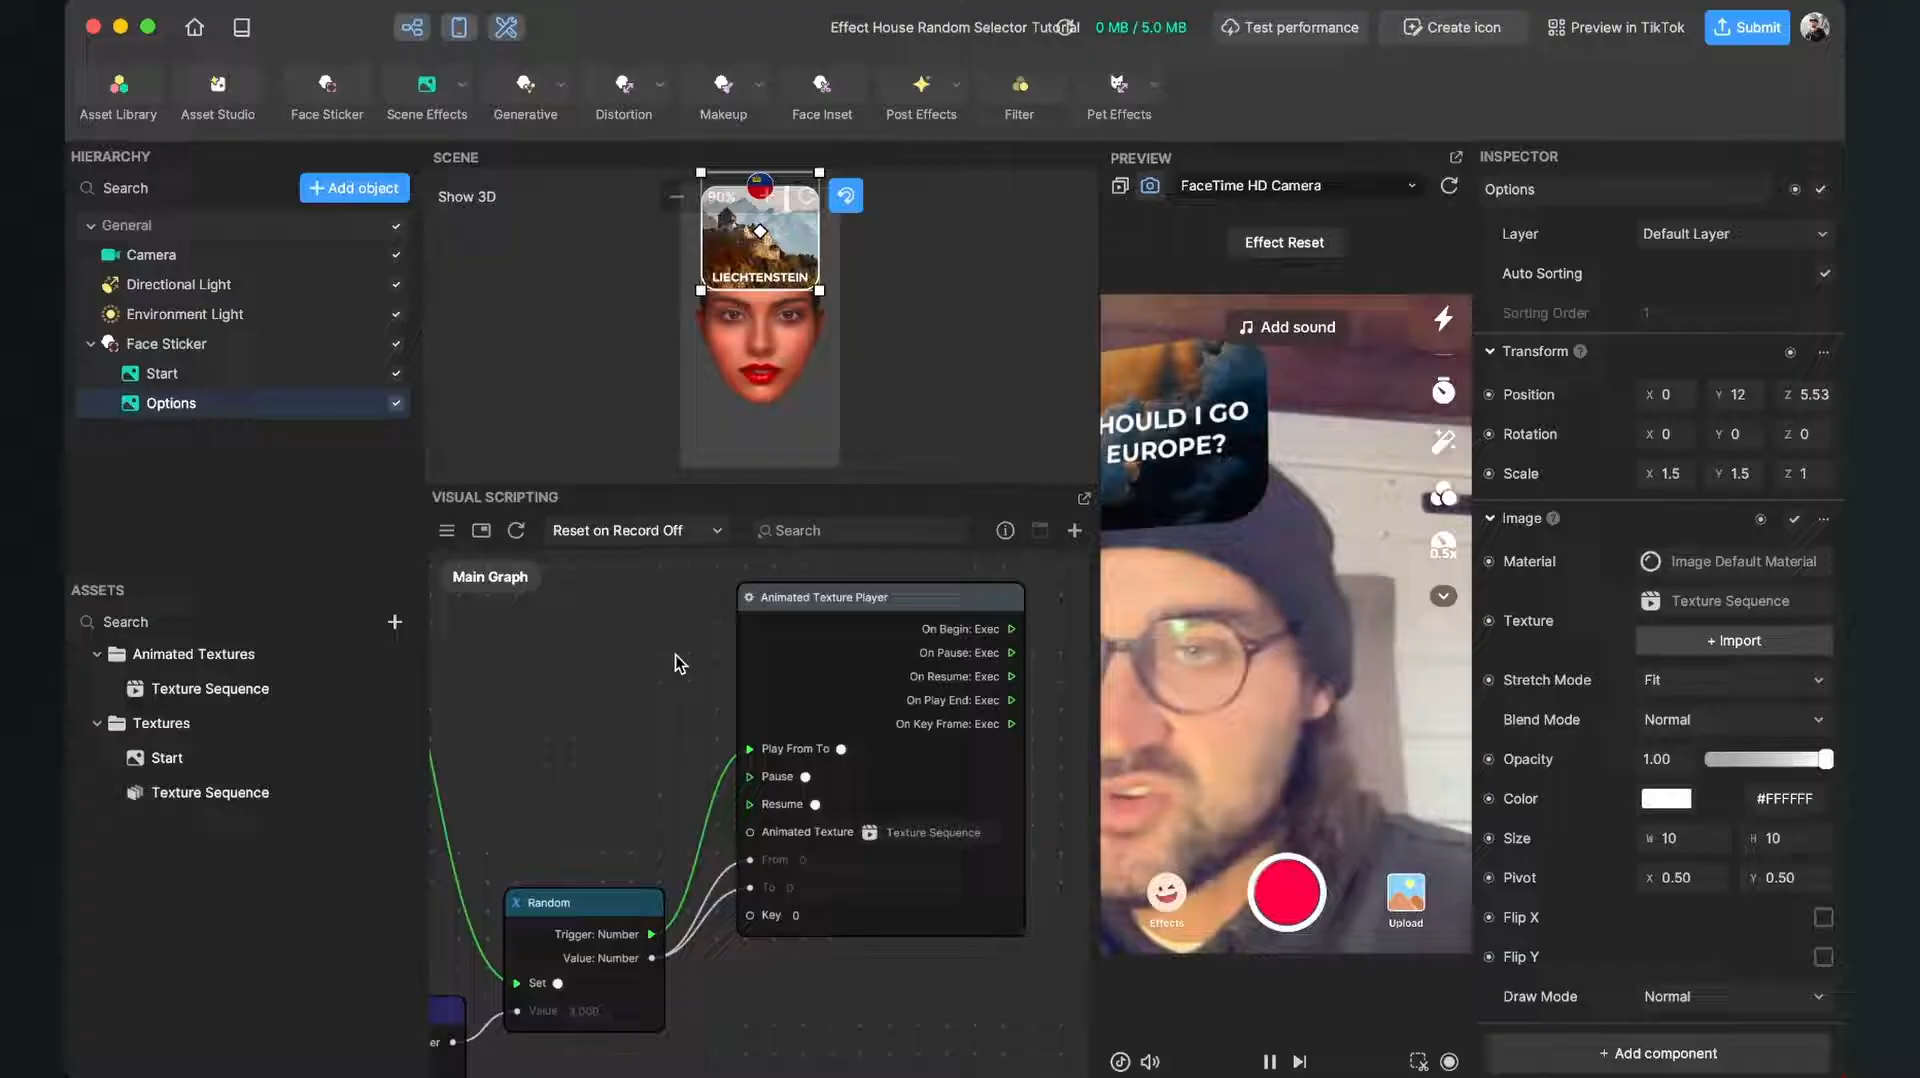 Effect House Random Selector Tutorial
0 MB / 5.0 MB
Test performance
Create icon
Preview in TikTok
Submit
Asset Library
Asset Studio
Face Sticker
Scene Effects
Generative
Distortion
Makeup
Face Inset
Post Effects
Filter
Pet Effects
HIERARCHY
Search
+ Add object
General
Camera
Directional Light
Environment Light
Face Sticker
Start
Options
ASSETS
Search
Animated Textures
Texture Sequence
Textures
Start
Texture Sequence
SCENE
Show 3D
90%
LIECHTENSTEIN
VISUAL SCRIPTING
Reset on Record Off
Search
Main Graph
Animated Texture Player
On Begin: Exec
On Pause: Exec
On Resume: Exec
On Play End: Exec
On Key Frame: Exec
Play From To
Pause
Resume
Animated Texture
Texture Sequence
From 0
To 0
Key 0
X Random
Trigger: Number
Value: Number
Set
Value 3.000
er
PREVIEW
FaceTime HD Camera
Effect Reset
Add sound
HOULD I GO
EUROPE?
0.5x
Effects
Upload
INSPECTOR
Options
Layer
Default Layer
Auto Sorting
Sorting Order
1
Transform ?
Position X 0 Y 12 Z 5.53
Rotation X 0 Y 0 Z 0
Scale X 1.5 Y 1.5 Z 1
Image ?
Material
Image Default Material
Texture
Texture Sequence
+ Import
Stretch Mode
Fit
Blend Mode
Normal
Opacity
1.00
Color
#FFFFFF
Size W 10 H 10
Pivot X 0.50 Y 0.50
Flip X
Flip Y
Draw Mode
Normal
+ Add component